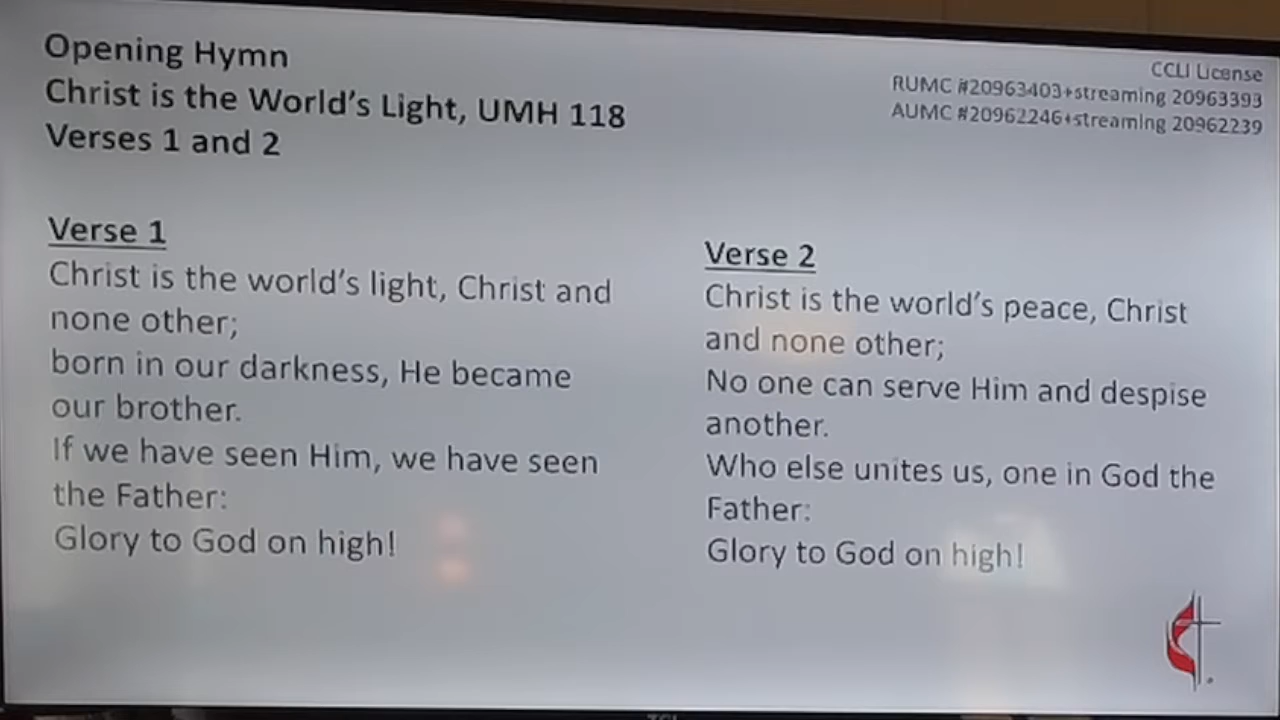 Opening Hymn
Christ is the World's Light, UMH 118
Verses 1 and 2
CCLI License
RUMC #20963403+streaming 20963393
AUMC #20962246+streaming 20962239
Verse 1
Christ is the world's light, Christ and
none other;
born in our darkness, He became
our brother.
If we have seen Him, we have seen
the Father:
Glory to God on high!
Verse 2
Christ is the world's peace, Christ
and none other;
No one can serve Him and despise
another.
Who else unites us, one in God the
Father:
Glory to God on high!